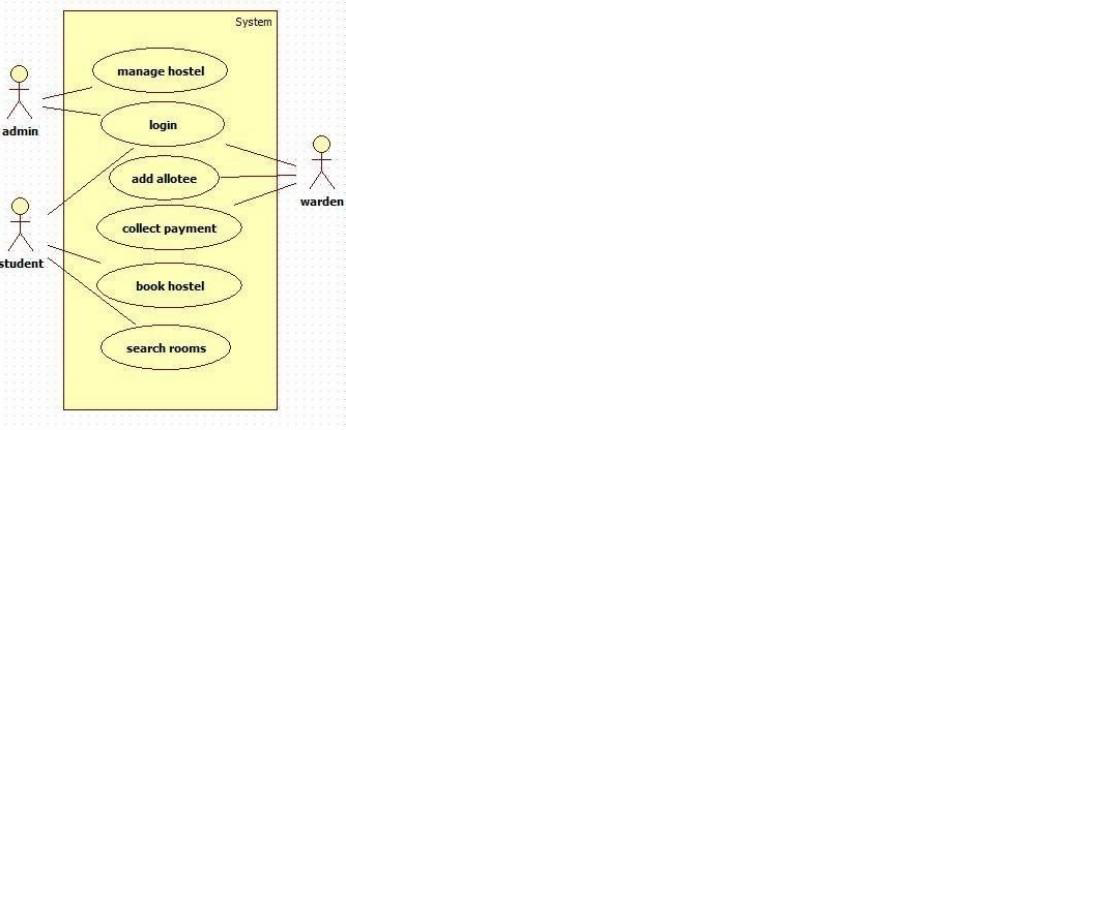 System
manage hostel
login
admin
add allotee
warden
collect payment
student
book hostel
search rooms